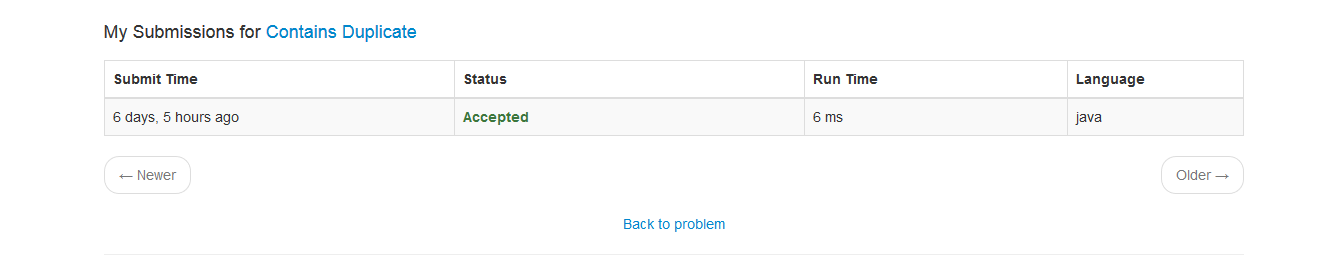 My Submissions for Contains Duplicate
Submit Time Status Run Time Language
6 days, 5 hours ago Accepted 6 ms java
← Newer Older →
Back to problem